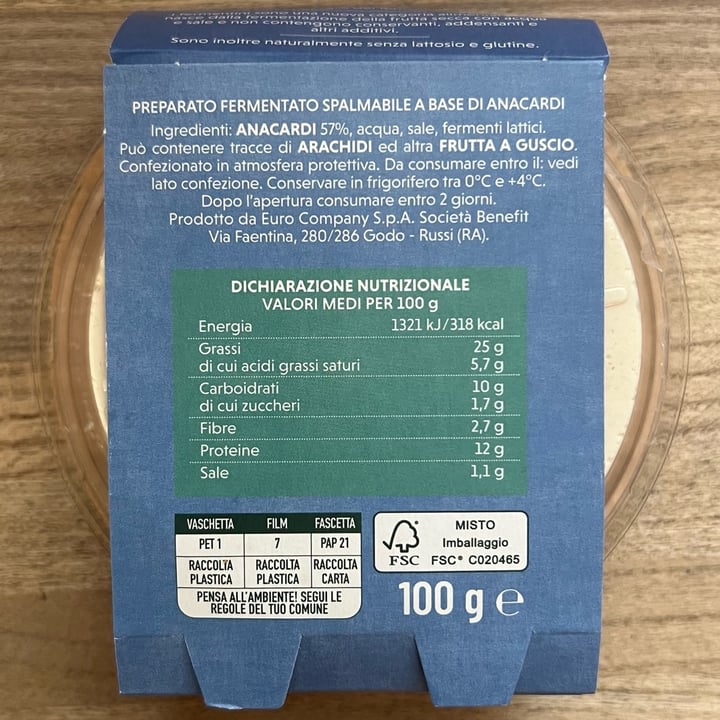 nasce dalla fermentazione della frutta secca con acqua
e sale e non contengono conservanti, addensanti e
altri additivi.
Sono inoltre naturalmente senza lattosio e glutine.
PREPARATO FERMENTATO SPALMABILE A BASE DI ANACARDI
Ingredienti: ANACARDI 57%, acqua, sale, fermenti lattici.
Può contenere tracce di ARACHIDI ed altra FRUTTA A GUSCIO.
Confezionato in atmosfera protettiva. Da consumare entro il: vedi
lato confezione. Conservare in frigorifero tra 0°C e +4°C.
Dopo l'apertura consumare entro 2 giorni.
Prodotto da Euro Company S.p.A. Società Benefit
Via Faentina, 280/286 Godo - Russi (RA).
DICHIARAZIONE NUTRIZIONALE
VALORI MEDI PER 100 g
Energia 1321 kJ/318 kcal
Grassi 25 g
di cui acidi grassi saturi 5,7 g
Carboidrati 10 g
di cui zuccheri 1,7 g
Fibre 2,7 g
Proteine 12 g
Sale 1,1 g
VASCHETTA FILM FASCETTA
PET 1 7 PAP 21
RACCOLTA RACCOLTA RACCOLTA
PLASTICA PLASTICA CARTA
PENSA ALL'AMBIENTE! SEGUI LE
REGOLE DEL TUO COMUNE
MISTO
Imballaggio
FSC FSC® C020465
100 g e